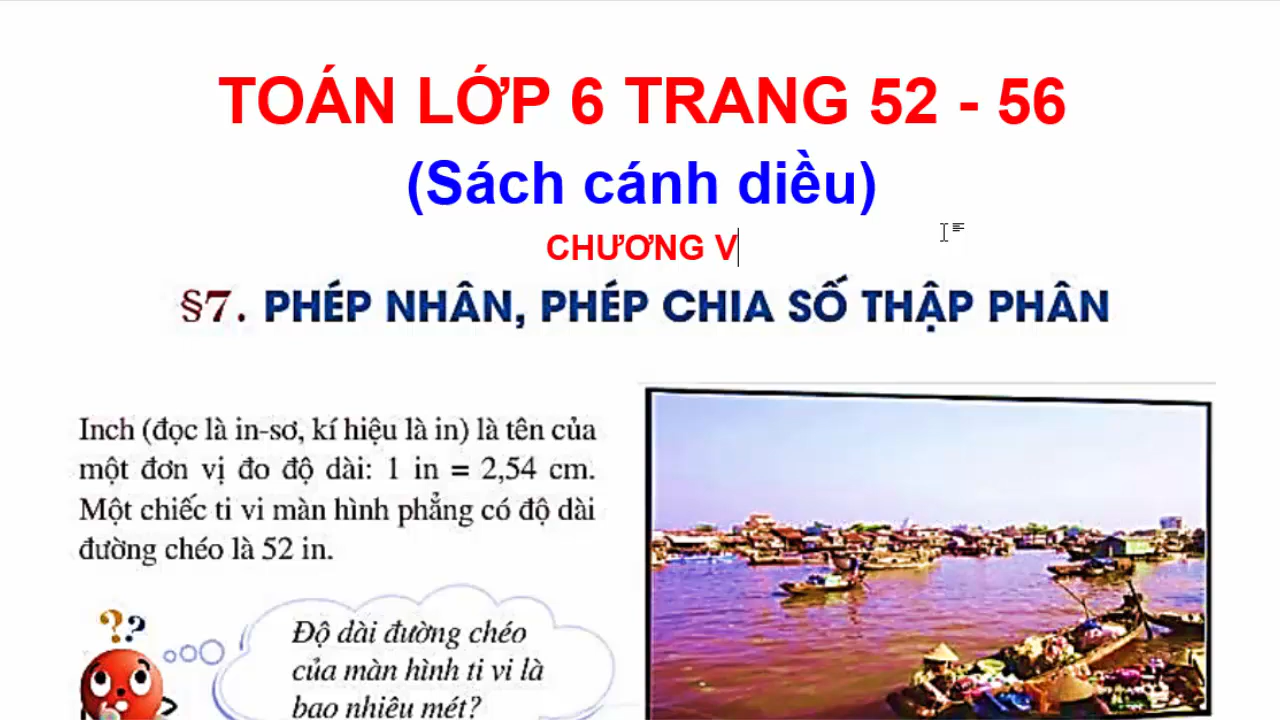 TOÁN LỚP 6 TRANG 52 - 56
(Sách cánh diều)
CHƯƠNG V
§7. PHÉP NHÂN, PHÉP CHIA SỐ THẬP PHÂN
Inch (đọc là in-sơ, kí hiệu là in) là tên của
một đơn vị đo độ dài: 1 in = 2,54 cm.
Một chiếc ti vi màn hình phẳng có độ dài
đường chéo là 52 in.
??
Độ dài đường chéo
của màn hình ti vi là
bao nhiêu mét?